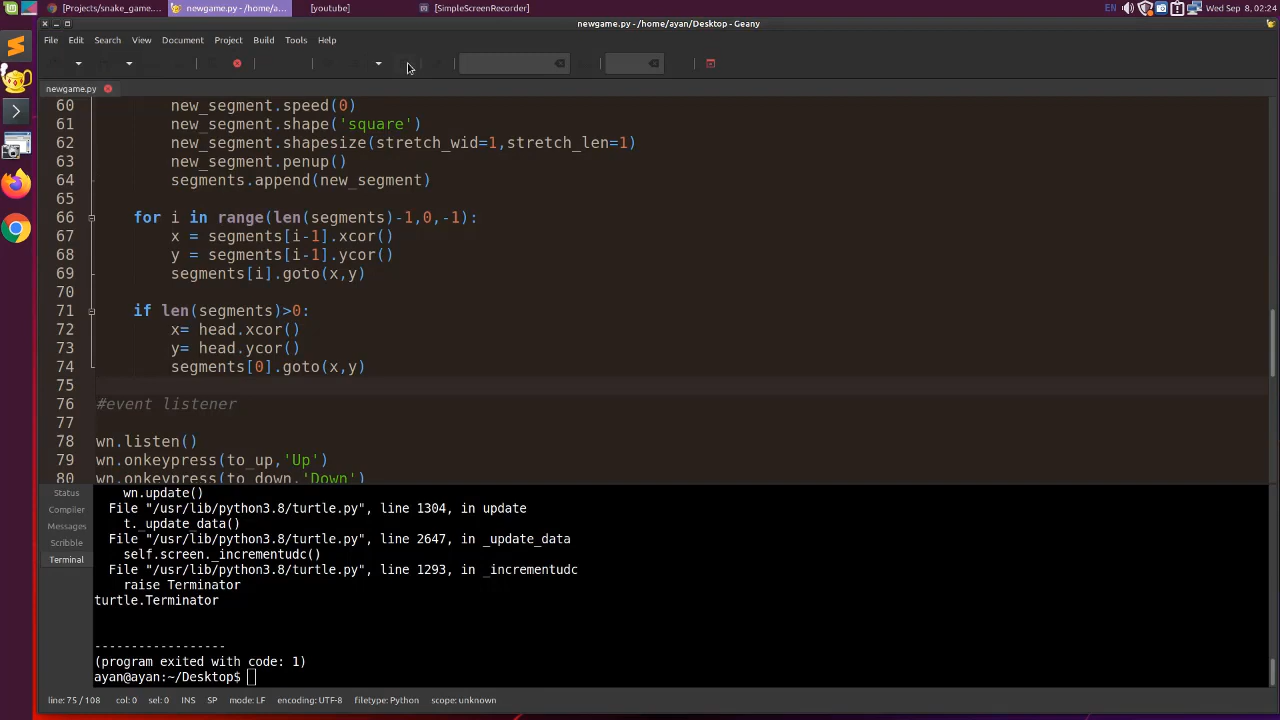 [Projects/snake_game....
newgame.py - /home/a...
[youtube]
[SimpleScreenRecorder]
EN
Wed Sep 8, 02:24
newgame.py - /home/ayan/Desktop - Geany
File Edit Search View Document Project Build Tools Help
newgame.py
60 new_segment.speed(0)
61 new_segment.shape('square')
62 new_segment.shapesize(stretch_wid=1,stretch_len=1)
63 new_segment.penup()
64 segments.append(new_segment)
65
66 for i in range(len(segments)-1,0,-1):
67 x = segments[i-1].xcor()
68 y = segments[i-1].ycor()
69 segments[i].goto(x,y)
70
71 if len(segments)>0:
72 x= head.xcor()
73 y= head.ycor()
74 segments[0].goto(x,y)
75
76 #event listener
77
78 wn.listen()
79 wn.onkeypress(to_up,'Up')
80 wn.onkeypress(to_down,'Down')
Status
Compiler
Messages
Scribble
Terminal
wn.update()
File "/usr/lib/python3.8/turtle.py", line 1304, in update
t._update_data()
File "/usr/lib/python3.8/turtle.py", line 2647, in _update_data
self.screen._incrementudc()
File "/usr/lib/python3.8/turtle.py", line 1293, in _incrementudc
raise Terminator
turtle.Terminator
------------------
(program exited with code: 1)
ayan@ayan:~/Desktop$
line: 75 / 108 col: 0 sel: 0 INS SP mode: LF encoding: UTF-8 filetype: Python scope: unknown